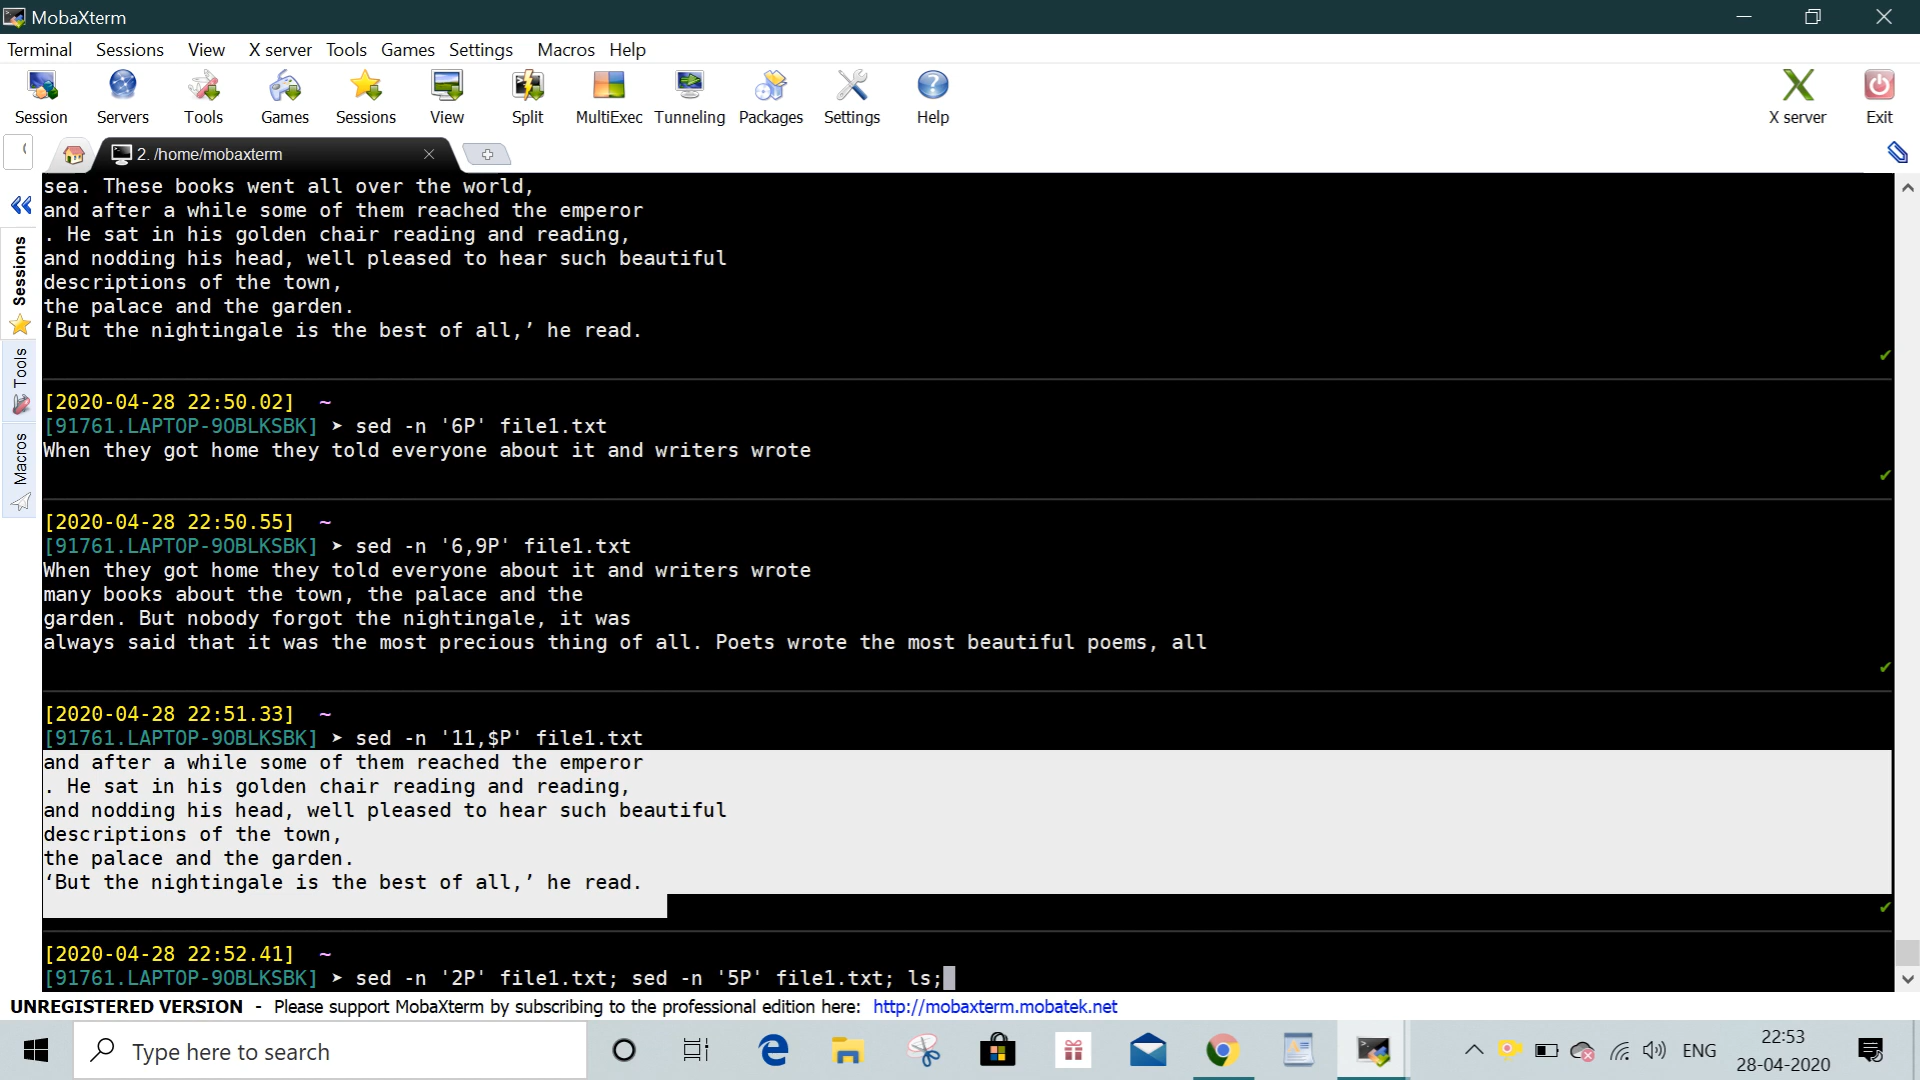 MobaXterm
Terminal Sessions View X server Tools Games Settings Macros Help
Session Servers Tools Games Sessions View Split MultiExec Tunneling Packages Settings Help X server Exit
2. /home/mobaxterm
Sessions
Tools
Macros
sea. These books went all over the world,
and after a while some of them reached the emperor
. He sat in his golden chair reading and reading,
and nodding his head, well pleased to hear such beautiful
descriptions of the town,
the palace and the garden.
‘But the nightingale is the best of all,’ he read.
[2020-04-28 22:50.02] ~
[91761.LAPTOP-9OBLKSBK] ➤ sed -n '6P' file1.txt
When they got home they told everyone about it and writers wrote
[2020-04-28 22:50.55] ~
[91761.LAPTOP-9OBLKSBK] ➤ sed -n '6,9P' file1.txt
When they got home they told everyone about it and writers wrote
many books about the town, the palace and the
garden. But nobody forgot the nightingale, it was
always said that it was the most precious thing of all. Poets wrote the most beautiful poems, all
[2020-04-28 22:51.33] ~
[91761.LAPTOP-9OBLKSBK] ➤ sed -n '11,$P' file1.txt
and after a while some of them reached the emperor
. He sat in his golden chair reading and reading,
and nodding his head, well pleased to hear such beautiful
descriptions of the town,
the palace and the garden.
‘But the nightingale is the best of all,’ he read.
[2020-04-28 22:52.41] ~
[91761.LAPTOP-9OBLKSBK] ➤ sed -n '2P' file1.txt; sed -n '5P' file1.txt; ls;
UNREGISTERED VERSION - Please support MobaXterm by subscribing to the professional edition here: http://mobaxterm.mobatek.net
Type here to search
ENG
22:53
28-04-2020